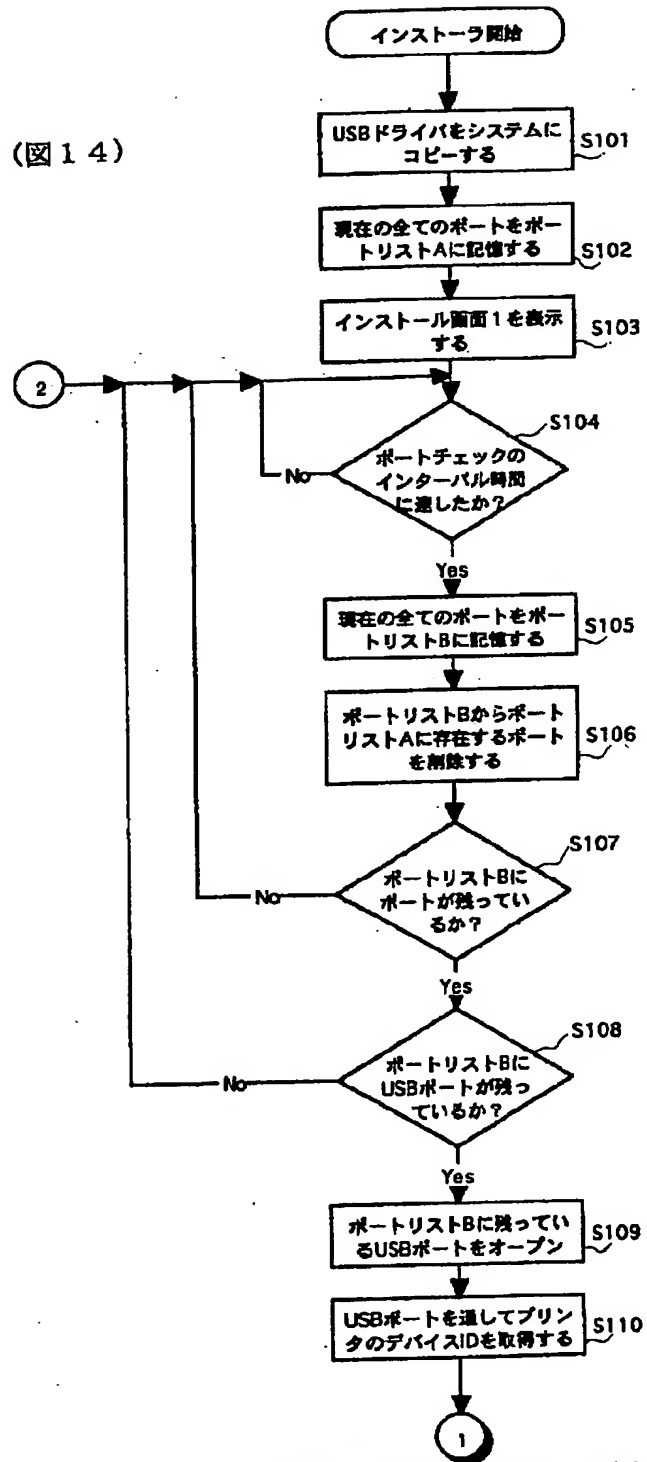 インストーラ開始
(図14)
USBドライバをシステムに
コピーする
S101
現在の全てのポートをポー
トリストAに記憶する
S102
インストール画面1を表示
する
S103
2
S104
ポートチェックの
インターバル時間
に達したか?
No
Yes
現在の全てのポートをポー
トリストBに記憶する
S105
ポートリストBからポート
リストAに存在するポート
を削除する
S106
S107
ポートリストBに
ポートが残ってい
るか?
No
Yes
S108
ポートリストBに
USBポートが残っ
ているか?
No
Yes
ポートリストBに残ってい
るUSBポートをオープン
S109
USBポートを通してプリン
タのデバイスIDを取得する
S110
1